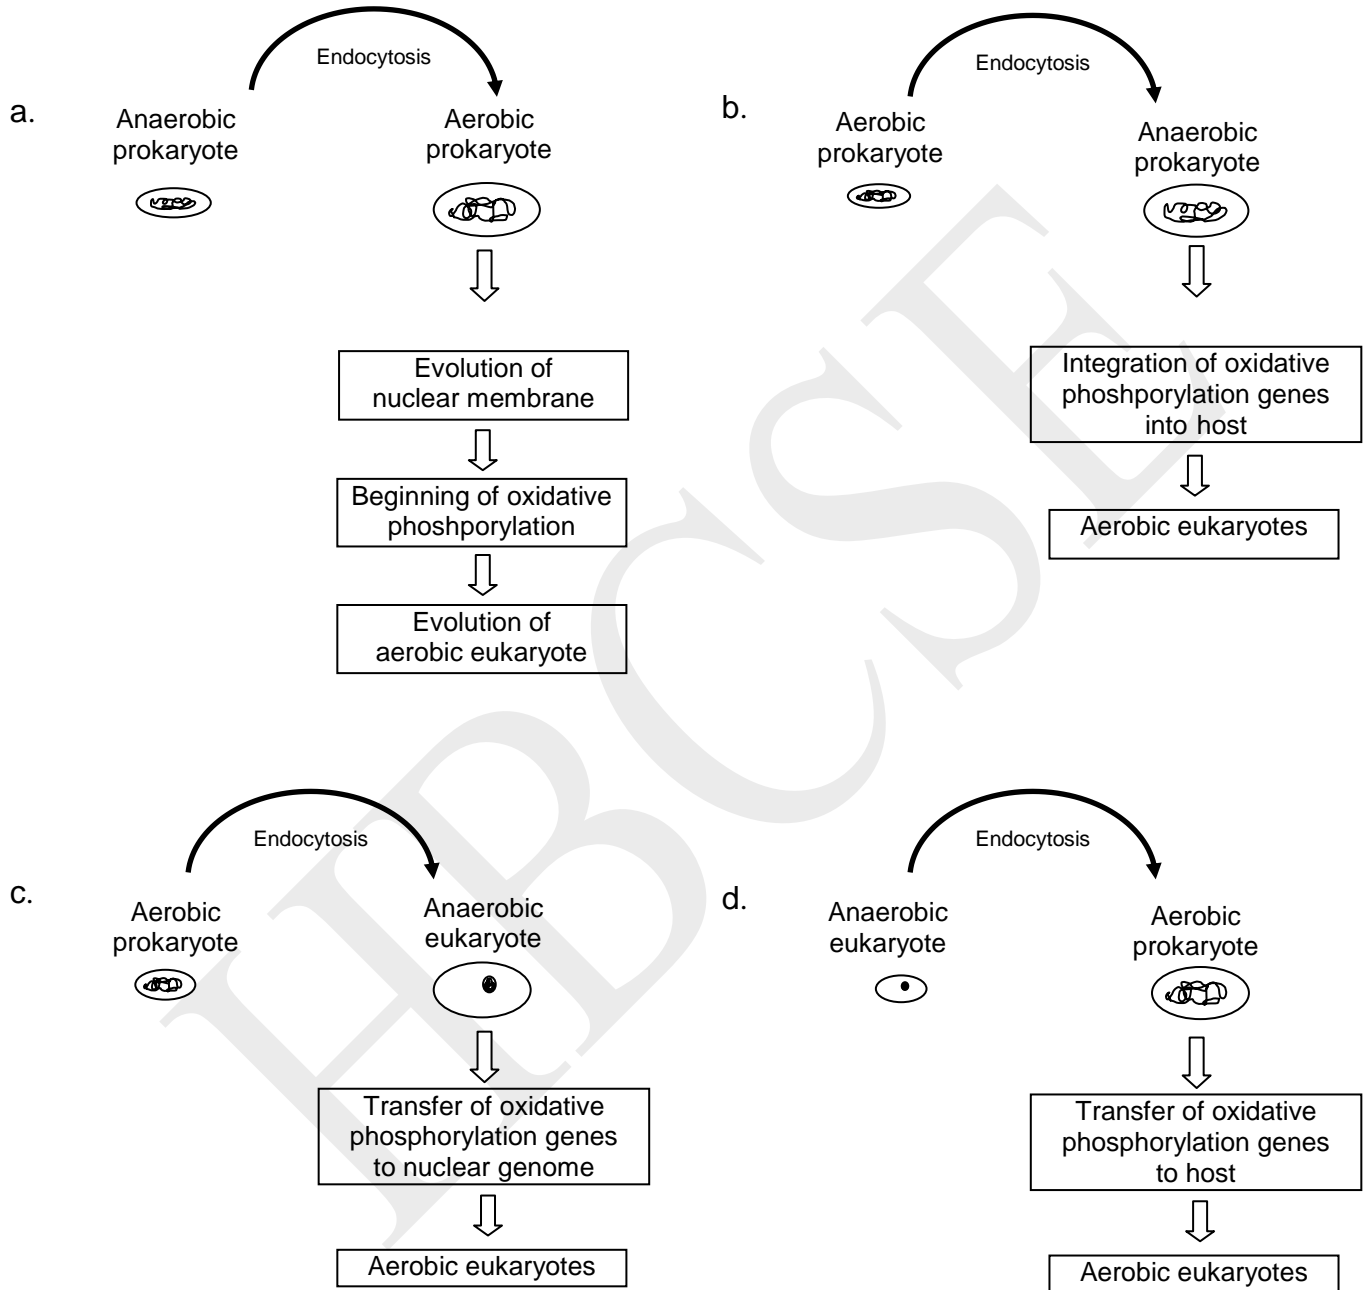 a.
Endocytosis
Anaerobic
prokaryote
Aerobic
prokaryote
Evolution of
nuclear membrane
Beginning of oxidative
phoshporylation
Evolution of
aerobic eukaryote
b.
Endocytosis
Aerobic
prokaryote
Anaerobic
prokaryote
Integration of oxidative
phoshporylation genes
into host
Aerobic eukaryotes
c.
Endocytosis
Aerobic
prokaryote
Anaerobic
eukaryote
Transfer of oxidative
phosphorylation genes
to nuclear genome
Aerobic eukaryotes
d.
Endocytosis
Anaerobic
eukaryote
Aerobic
prokaryote
Transfer of oxidative
phosphorylation genes
to host
Aerobic eukaryotes
HBCSE